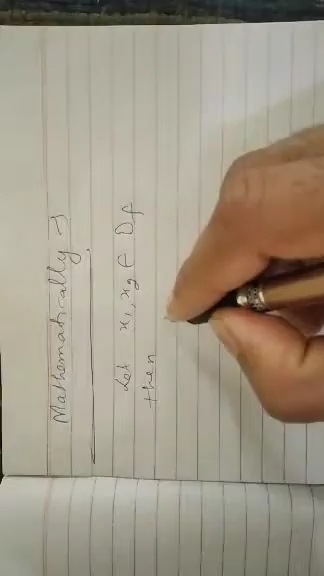 Mathematically →
Let x₁, x₂ ∈ Df
then